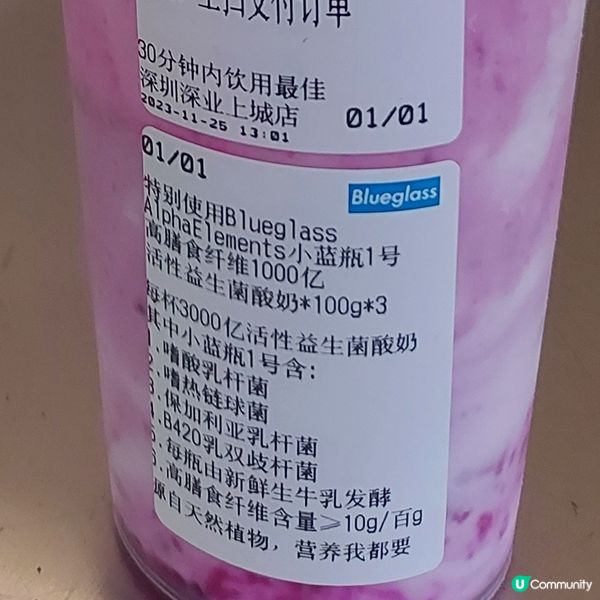 扫支付订单
30分钟内饮用最佳
深圳深业上城店
2023-11-25 13:01
01/01
01/01
Blueglass
特别使用Blueglass
AlphaElements小蓝瓶1号
高膳食纤维1000亿
活性益生菌酸奶*100g*3
每杯3000亿活性益生菌酸奶
其中小蓝瓶1号含:
1.嗜酸乳杆菌
2.嗜热链球菌
3.保加利亚乳杆菌
4.B420乳双歧杆菌
5.每瓶由新鲜生牛乳发酵
6.高膳食纤维含量≥10g/百g
源自天然植物，营养我都要
U Community